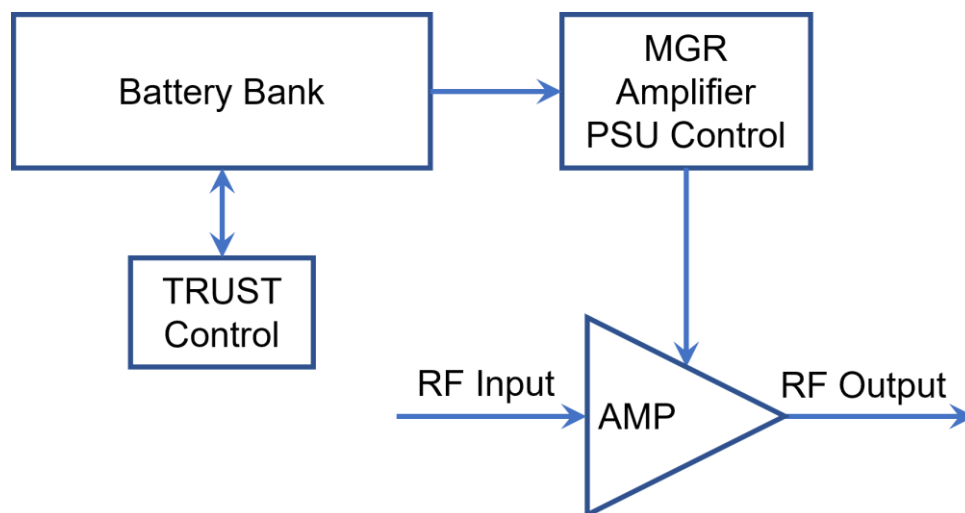 Battery Bank
MGR
Amplifier
PSU Control
TRUST
Control
RF Input
AMP
RF Output